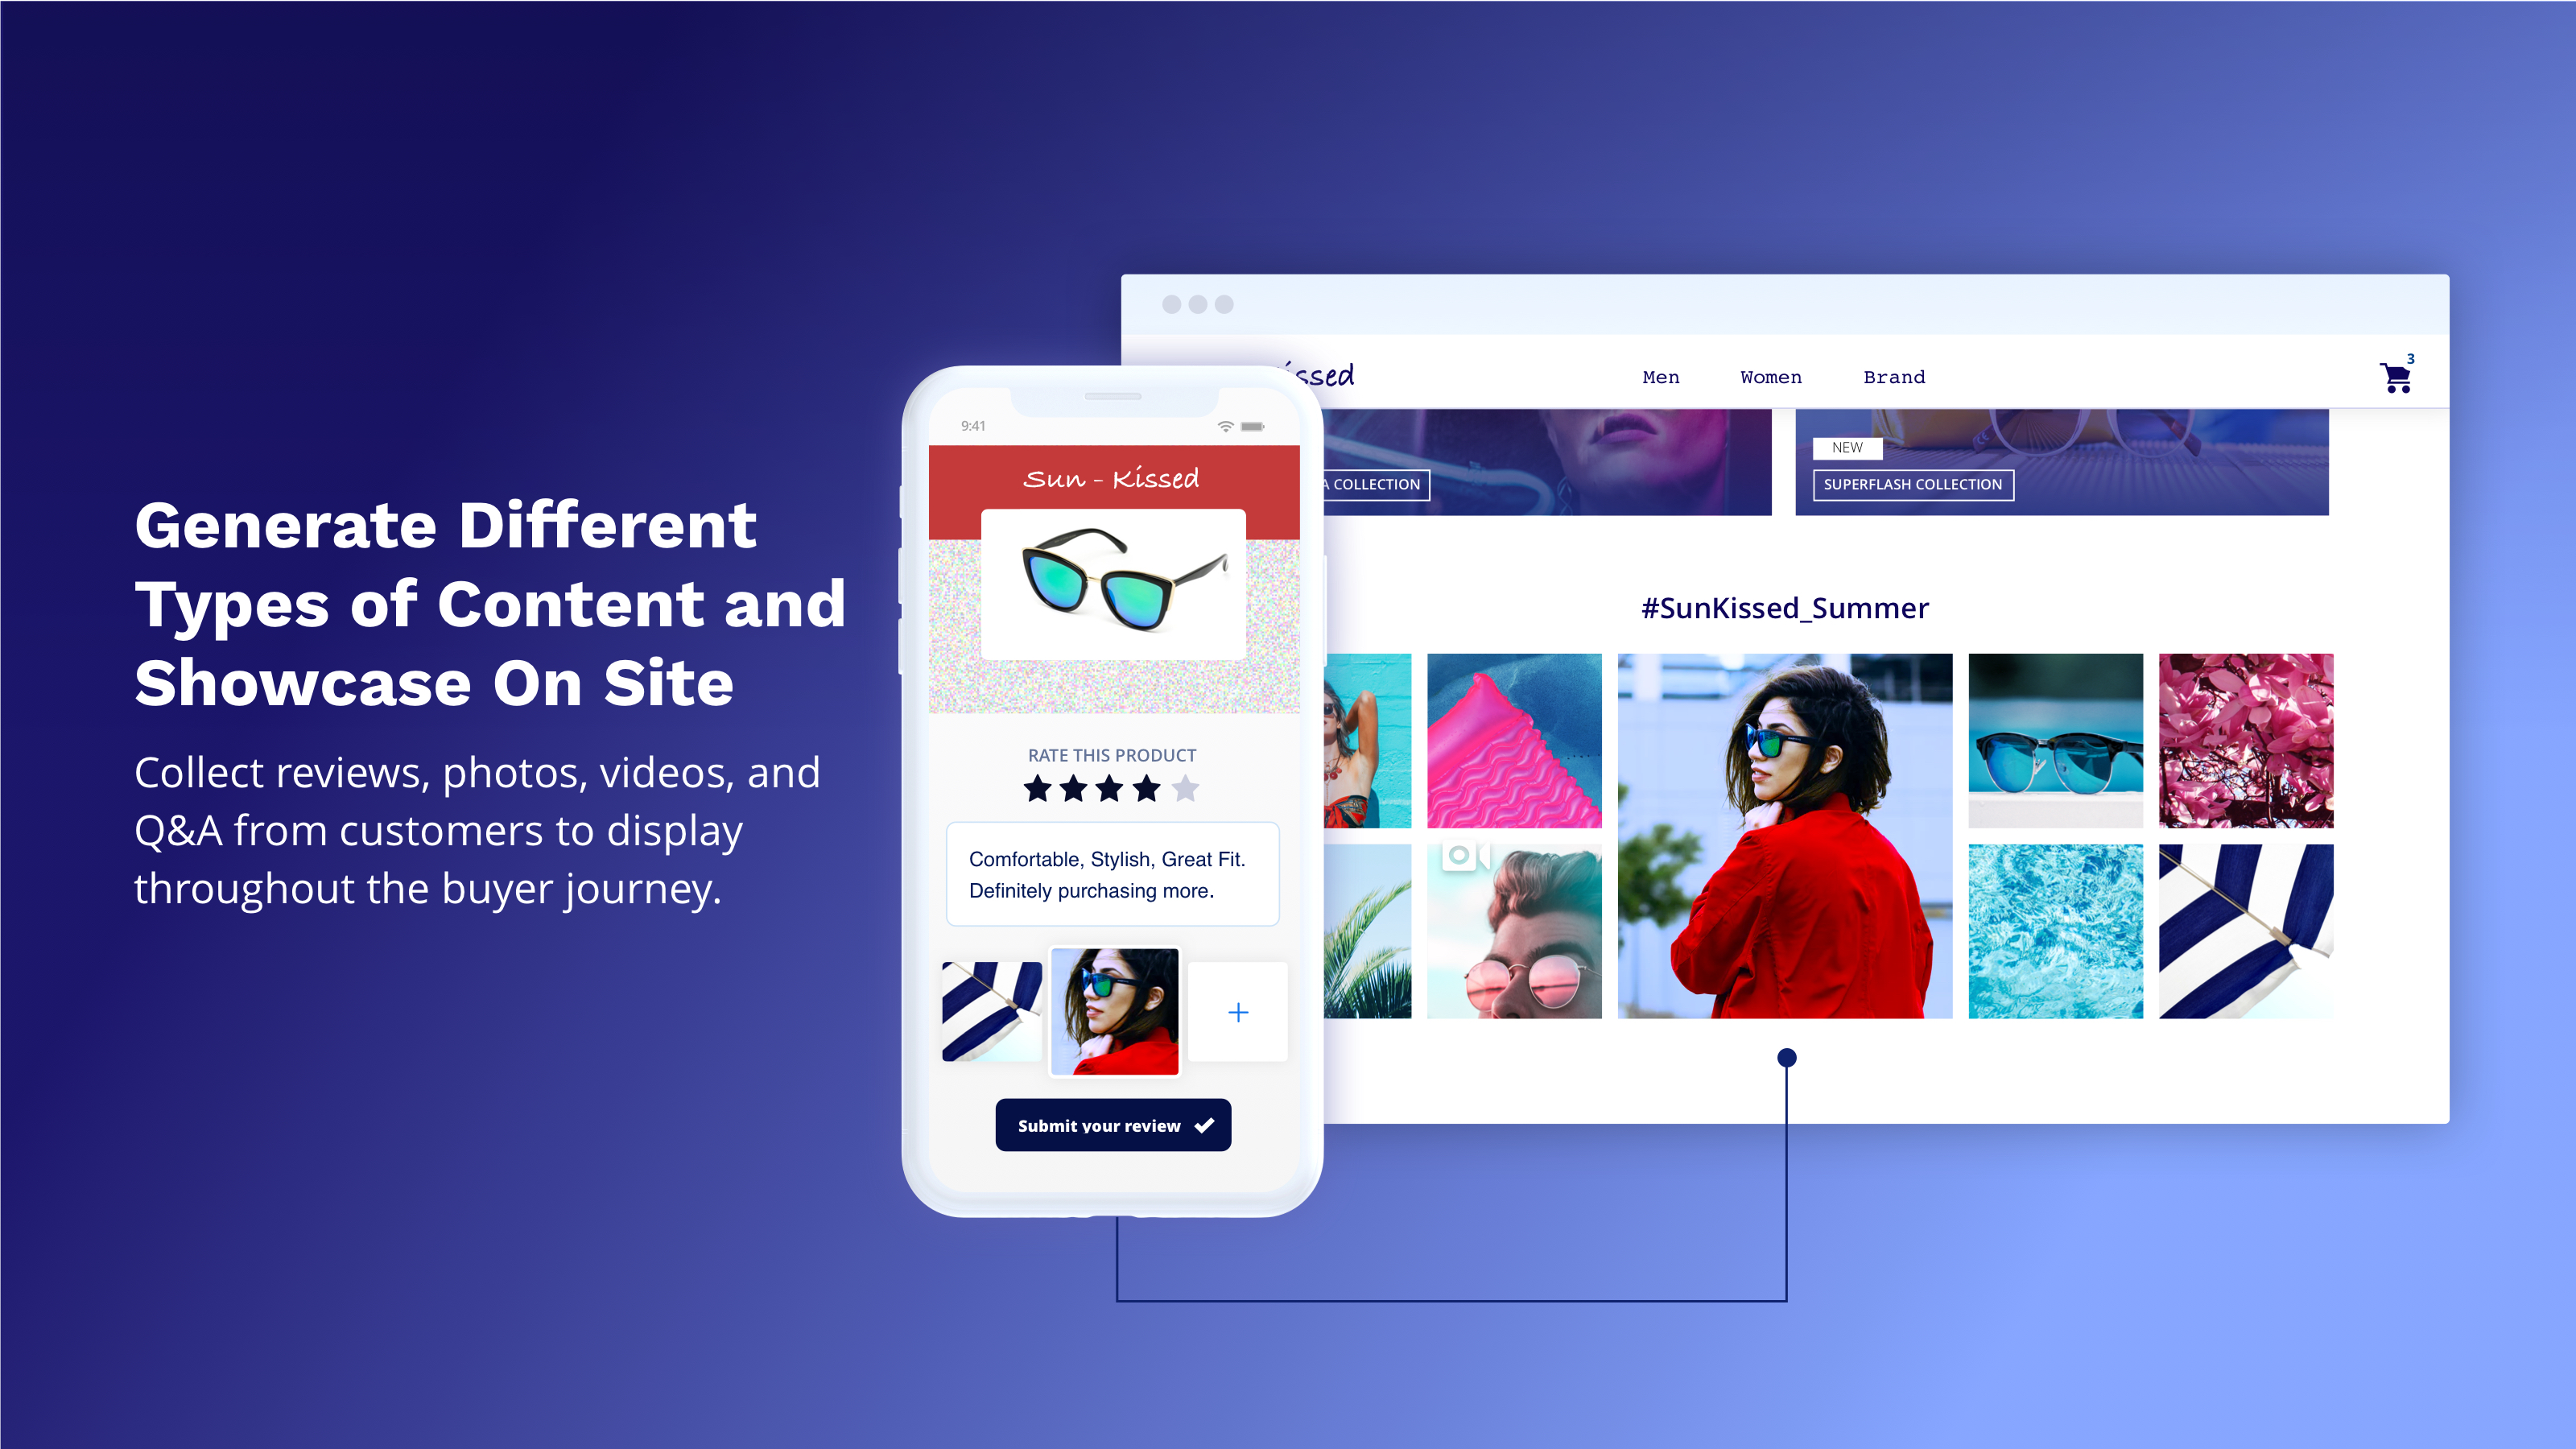 Generate Different
Types of Content and
Showcase On Site
Collect reviews, photos, videos, and
Q&A from customers to display
throughout the buyer journey.
9:41
Sun - Kissed
RATE THIS PRODUCT
Comfortable, Stylish, Great Fit.
Definitely purchasing more.
Submit your review
Men Women Brand
3
COLLECTION
NEW
SUPERFLASH COLLECTION
#SunKissed_Summer